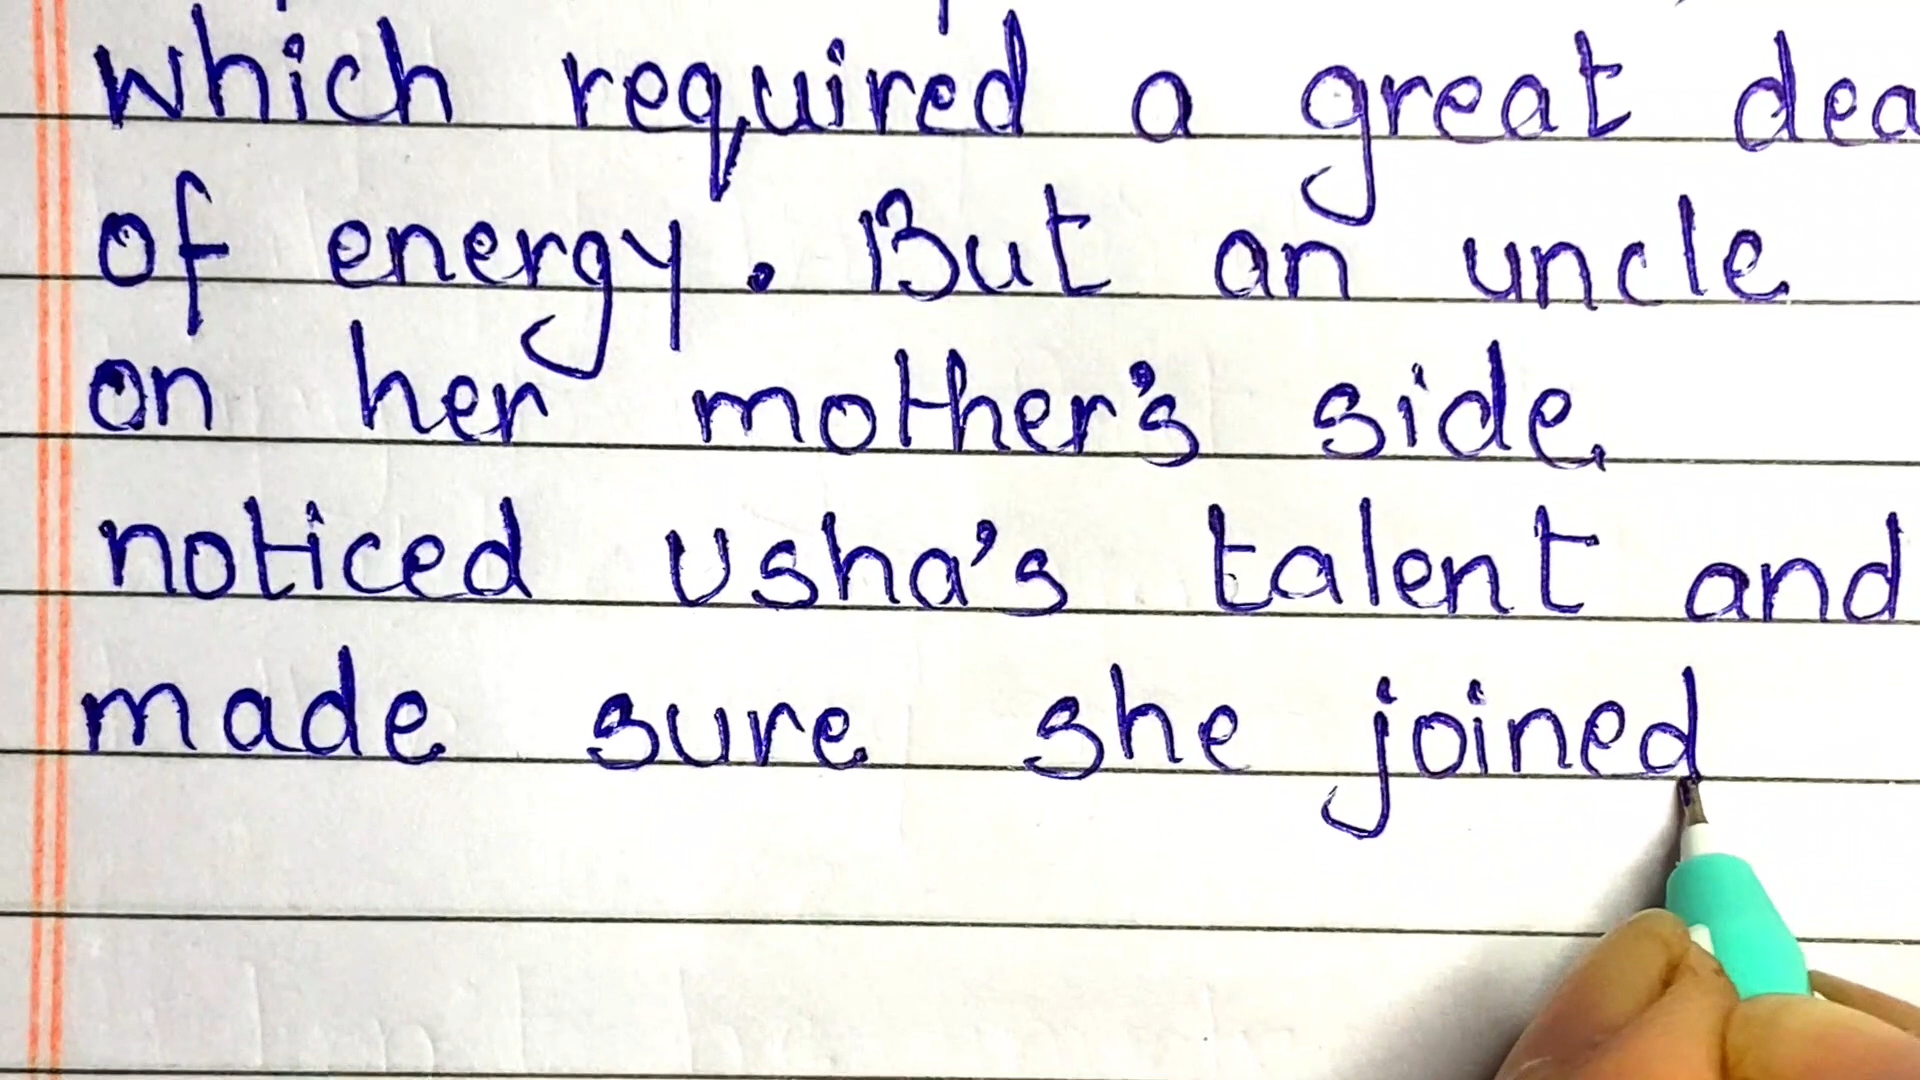 which required a great dea
of energy. But an uncle
on her mother's side
noticed Usha's talent and
made sure she joined